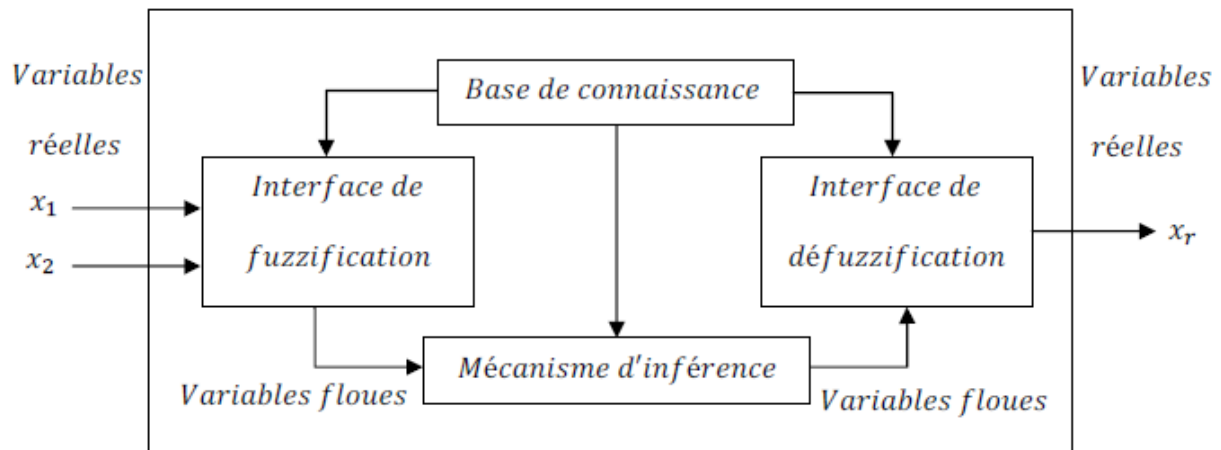 Variables
réelles
x₁
x₂
Base de connaissance
Interface de
fuzzification
Variables floues
Mécanisme d'inférence
Variables floues
Interface de
défuzzification
Variables
réelles
xᵣ